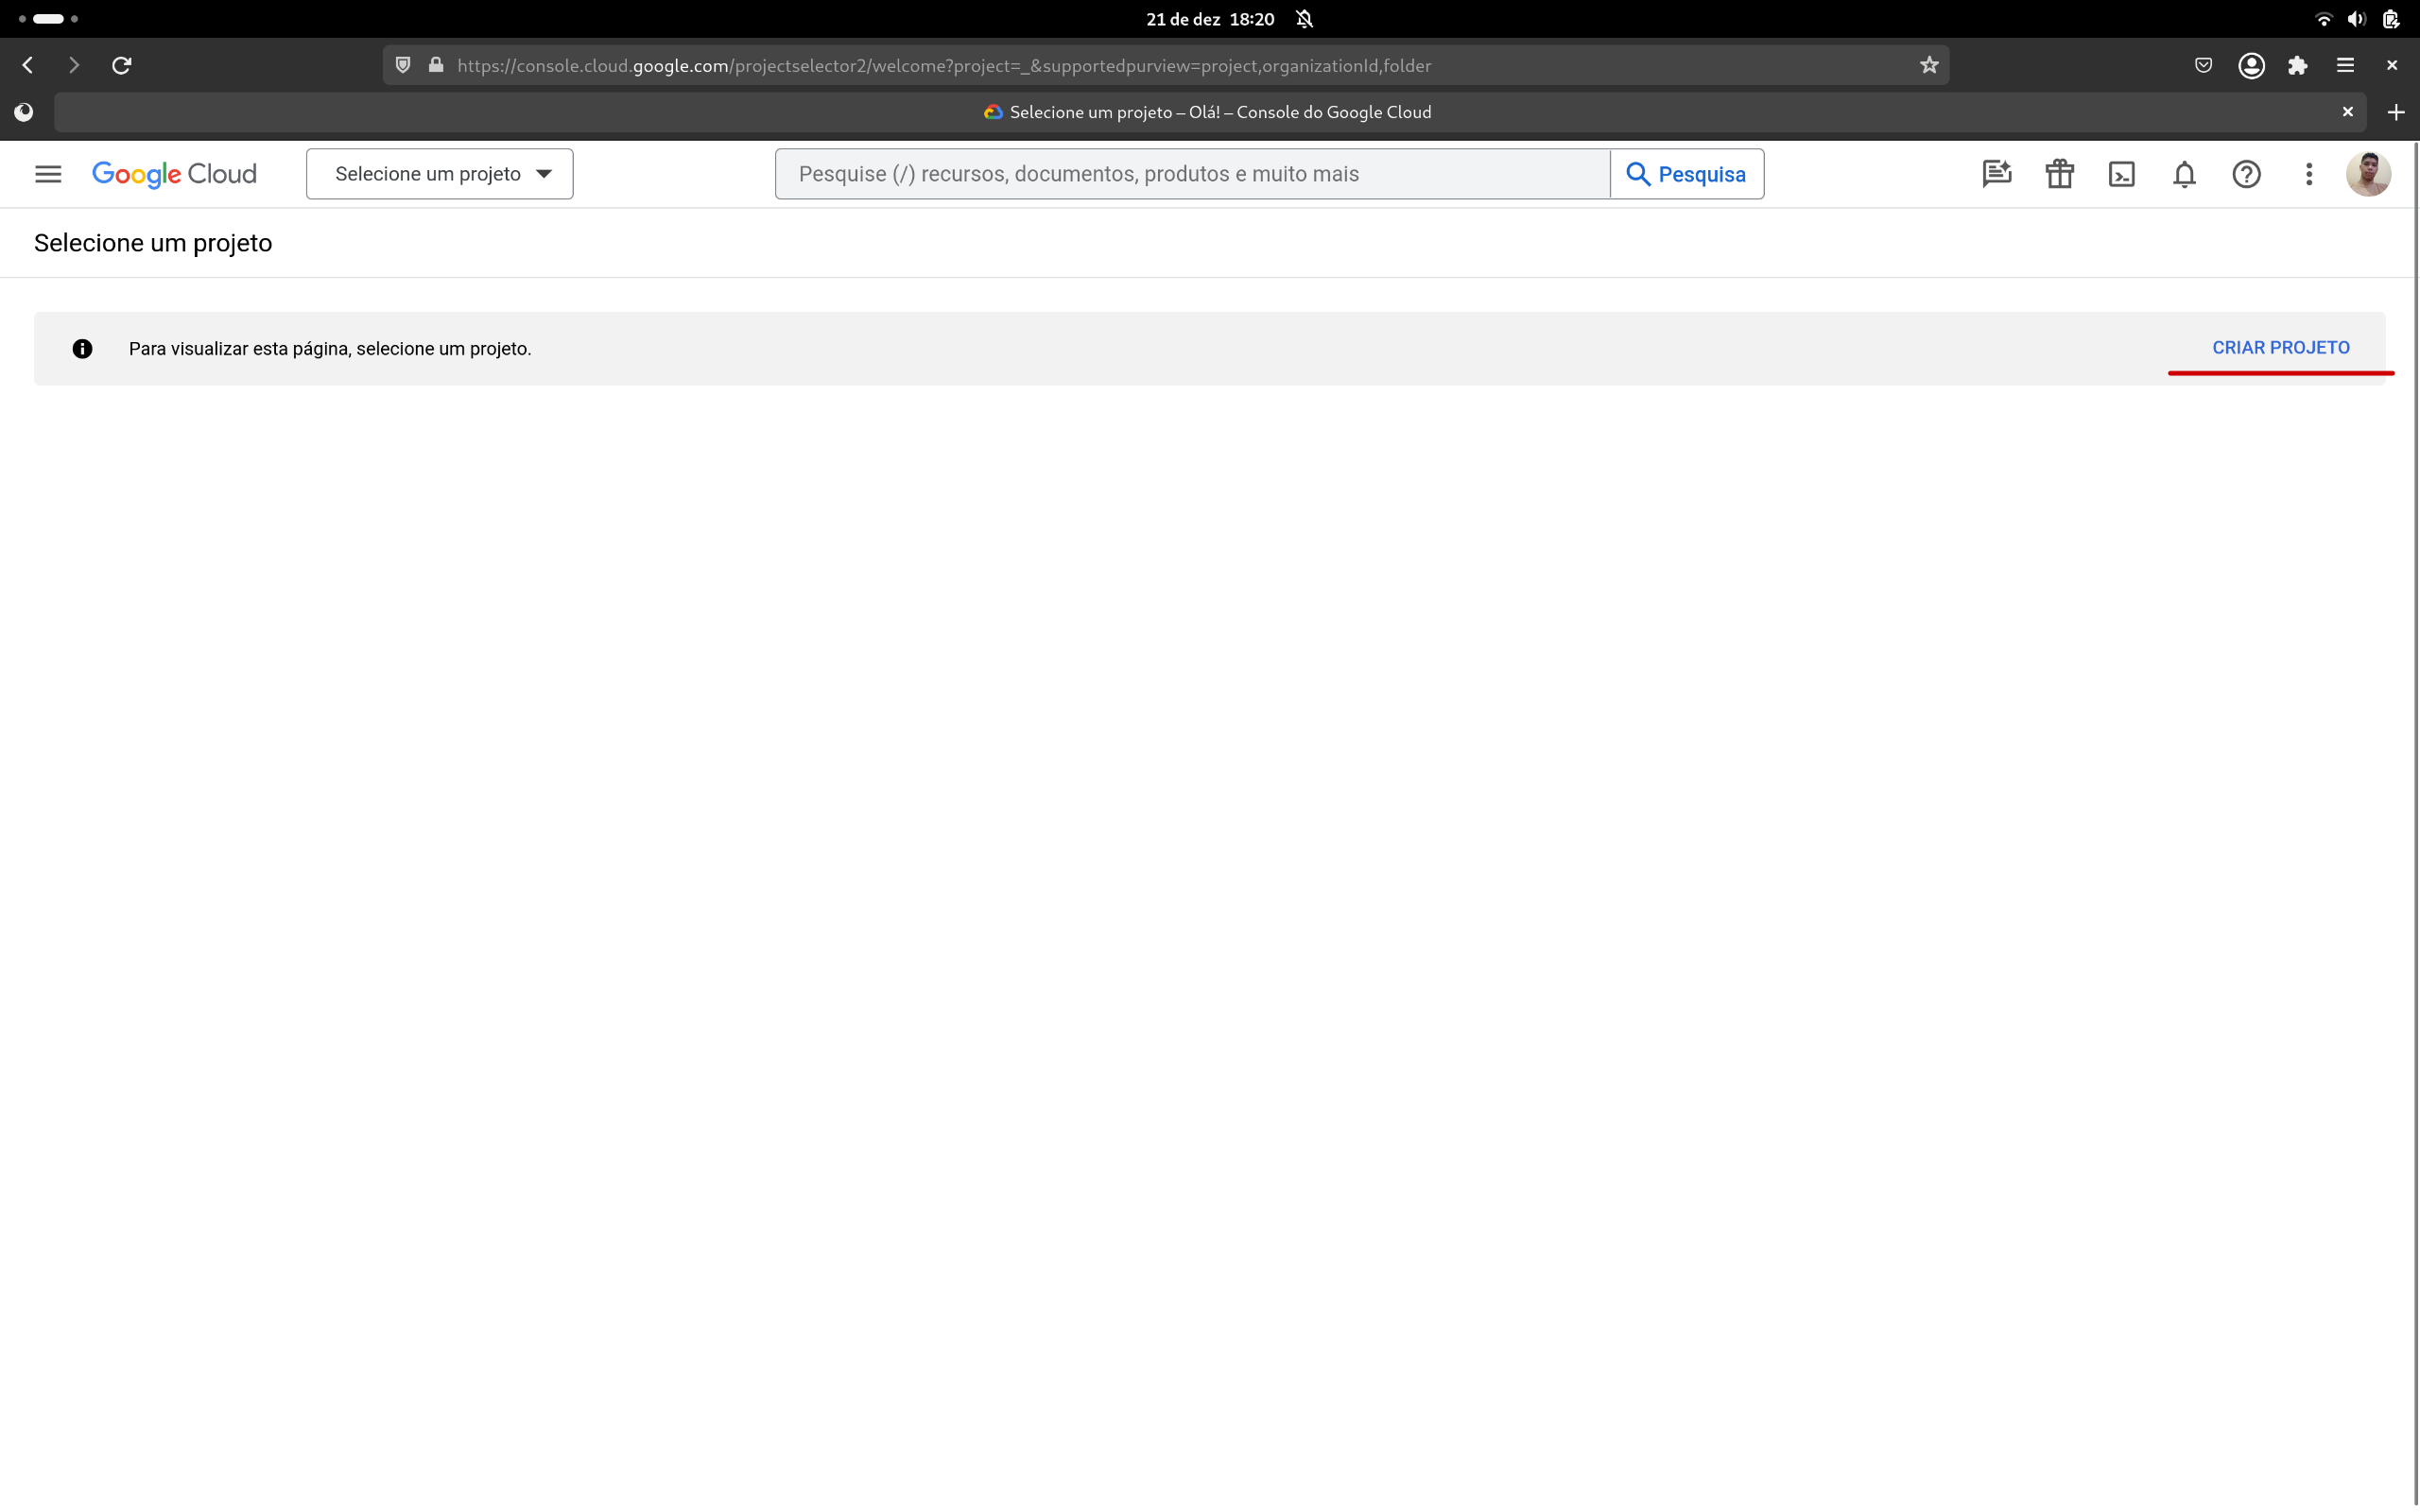 21 de dez 18:20
https://console.cloud.google.com/projectselector2/welcome?project=_&supportedpurview=project,organizationId,folder
Selecione um projeto – Olá! – Console do Google Cloud
Google Cloud
Selecione um projeto
Pesquise (/) recursos, documentos, produtos e muito mais
Pesquisa
Selecione um projeto
Para visualizar esta página, selecione um projeto.
CRIAR PROJETO